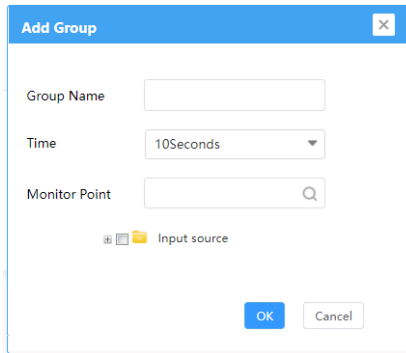 Add Group
Group Name
Time
10Seconds
Monitor Point
Input source
OK
Cancel